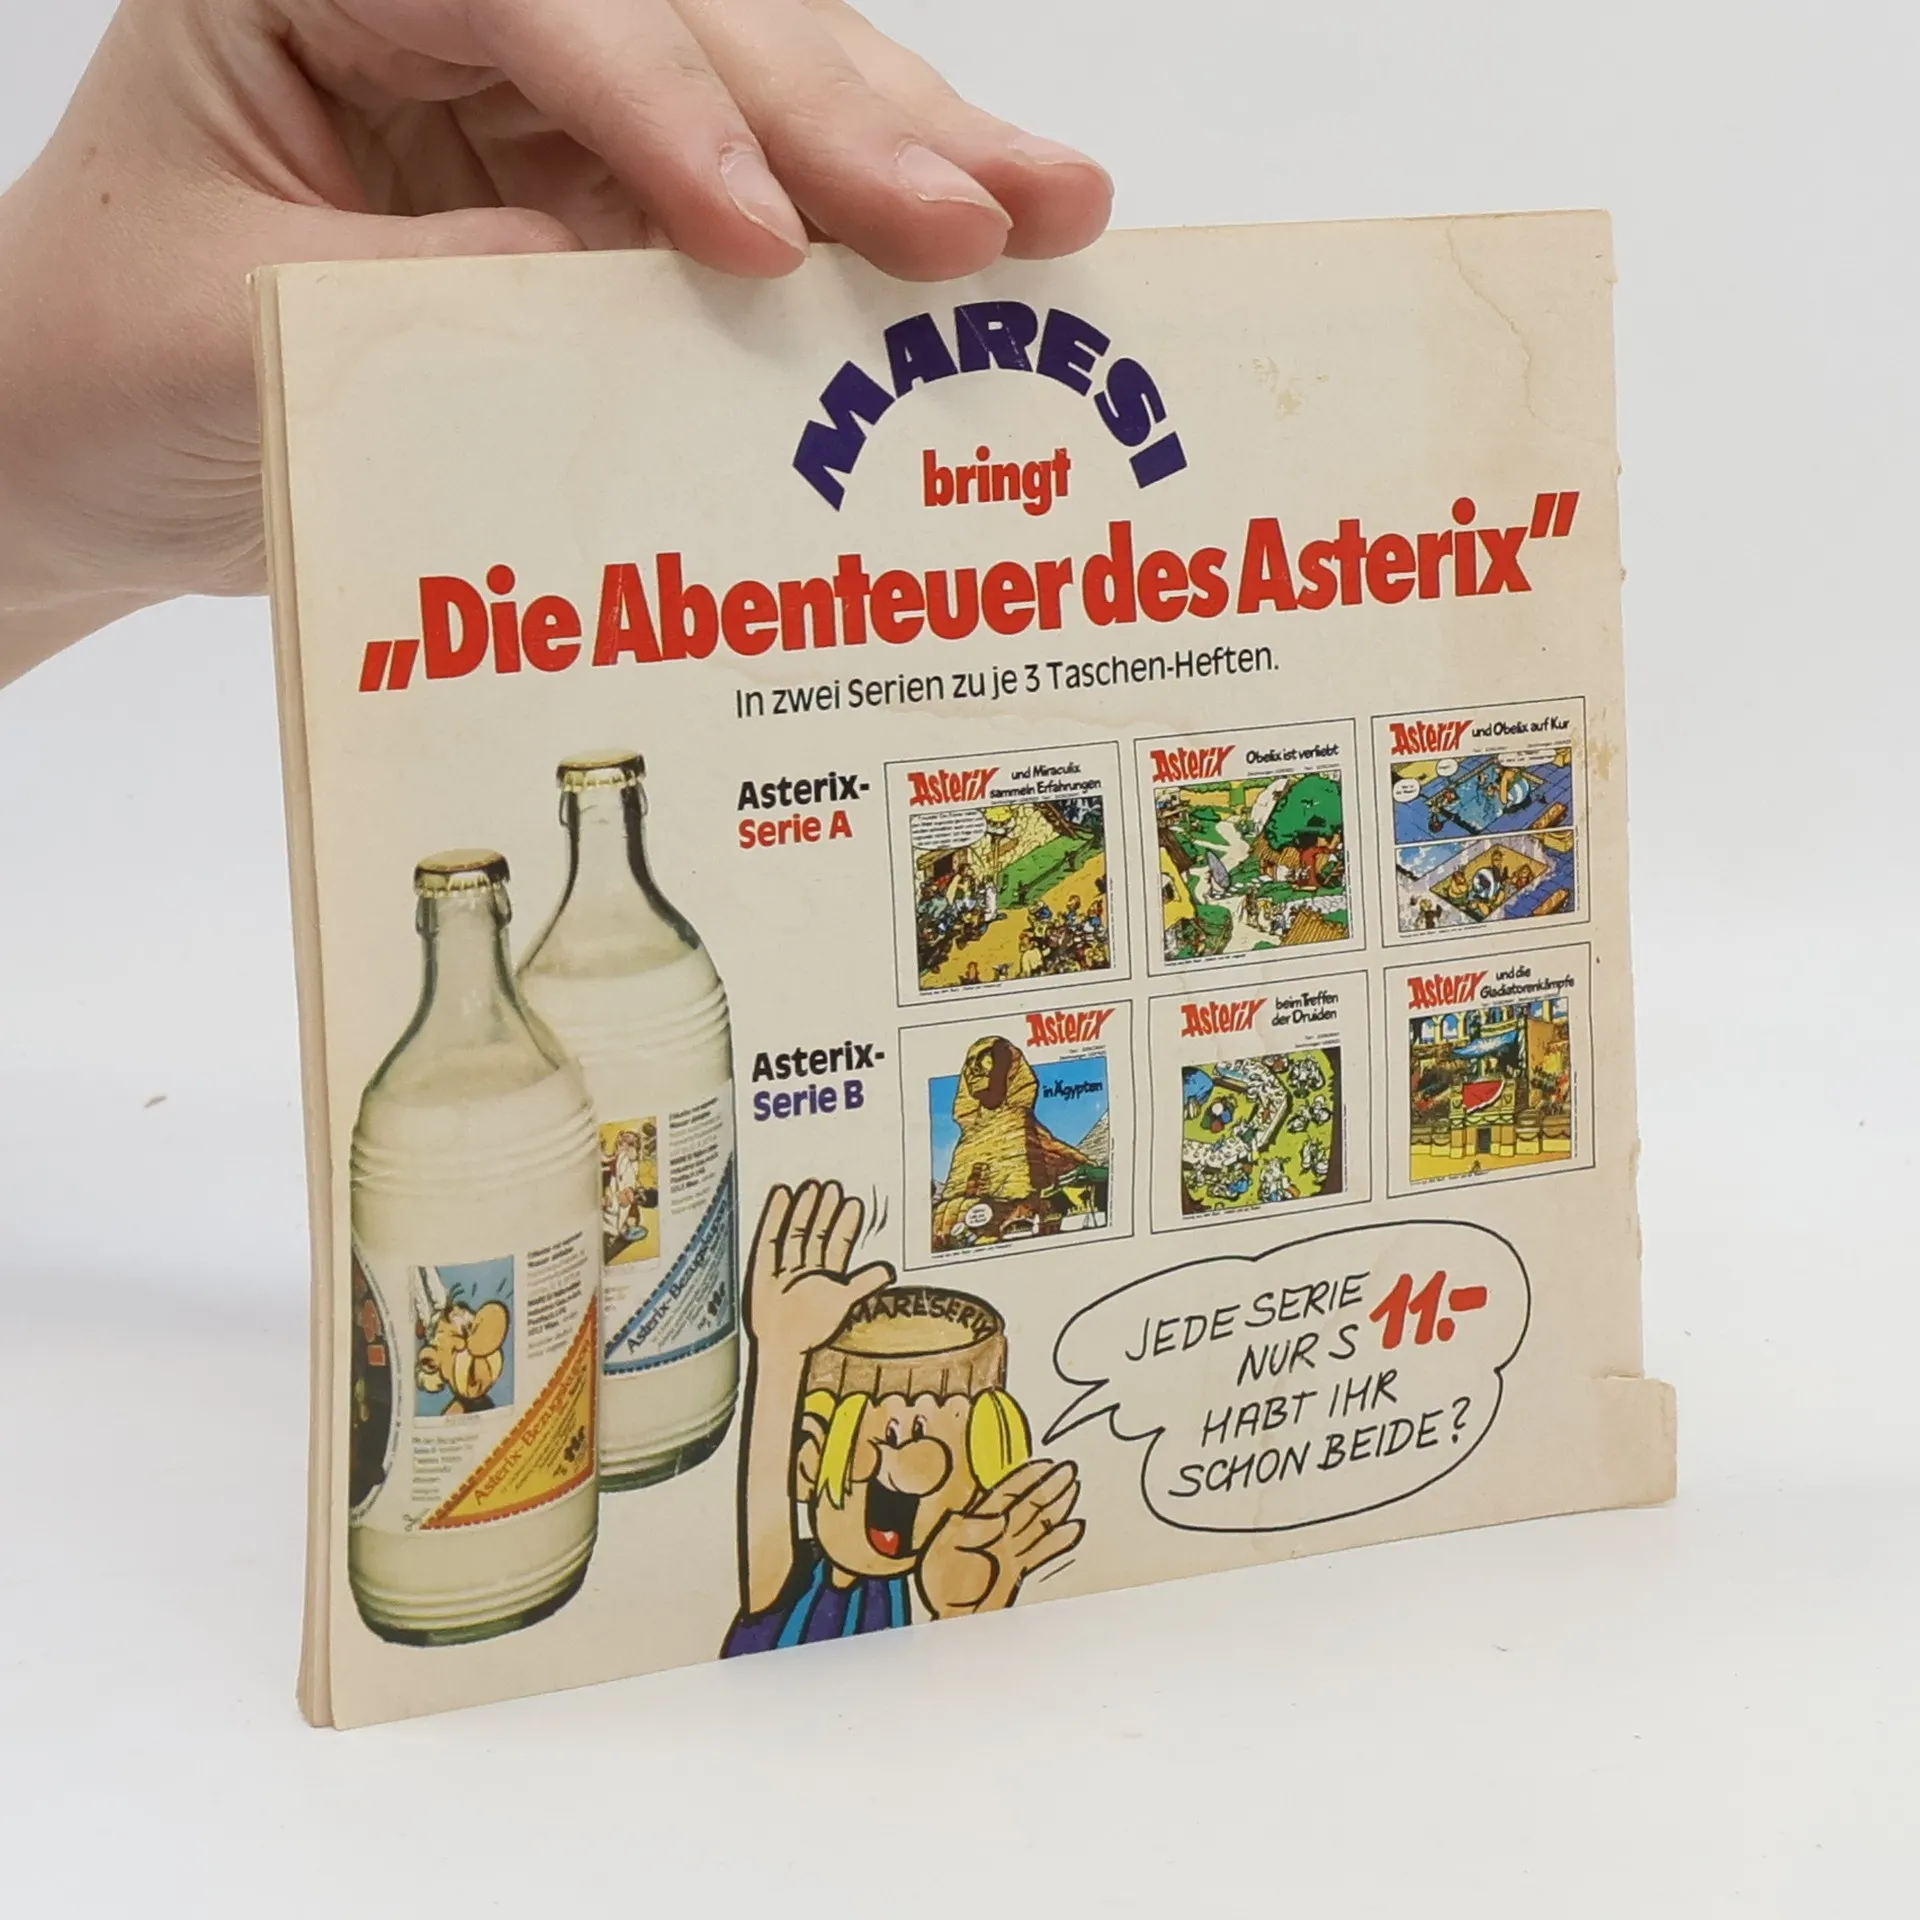 MARESI
bringt
„Die Abenteuer des Asterix”
In zwei Serien zu je 3 Taschen-Heften.
Asterix-
Serie A
Asterix
und Miraculix
sammeln Erfahrungen
Asterix
Obelix ist verliebt
Asterix
und Obelix auf Kur
Asterix-
Serie B
Asterix
in Ägypten
Asterix
beim Treffen
der Druiden
Asterix
und die
Gladiatorenkämpfe
MARESERIX
JEDE SERIE
NUR S 11.-
HABT IHR
SCHON BEIDE?